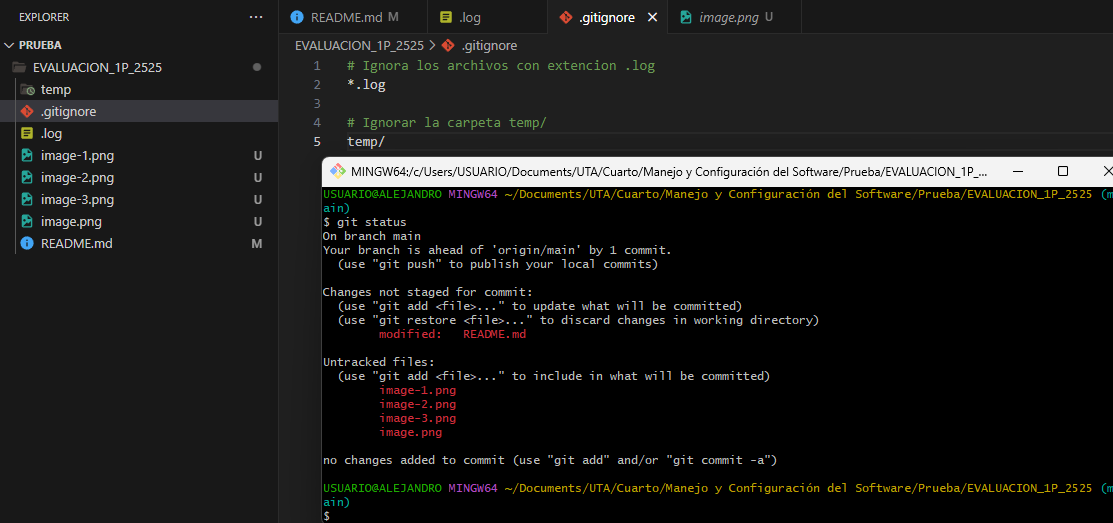 EXPLORER
PRUEBA
EVALUACION_1P_2525
temp
.gitignore
.log
image-1.png U
image-2.png U
image-3.png U
image.png U
README.md M
README.md M
.log
.gitignore
image.png U
EVALUACION_1P_2525 > .gitignore
1 # Ignora los archivos con extencion .log
2 *.log
3
4 # Ignorar la carpeta temp/
5 temp/
MINGW64:/c/Users/USUARIO/Documents/UTA/Cuarto/Manejo y Configuración del Software/Prueba/EVALUACION_1P_...
USUARIO@ALEJANDRO MINGW64 ~/Documents/UTA/Cuarto/Manejo y Configuración del Software/Prueba/EVALUACION_1P_2525 (m
ain)
$ git status
On branch main
Your branch is ahead of 'origin/main' by 1 commit.
(use "git push" to publish your local commits)
Changes not staged for commit:
(use "git add <file>..." to update what will be committed)
(use "git restore <file>..." to discard changes in working directory)
modified: README.md
Untracked files:
(use "git add <file>..." to include in what will be committed)
image-1.png
image-2.png
image-3.png
image.png
no changes added to commit (use "git add" and/or "git commit -a")
USUARIO@ALEJANDRO MINGW64 ~/Documents/UTA/Cuarto/Manejo y Configuración del Software/Prueba/EVALUACION_1P_2525 (m
ain)
$